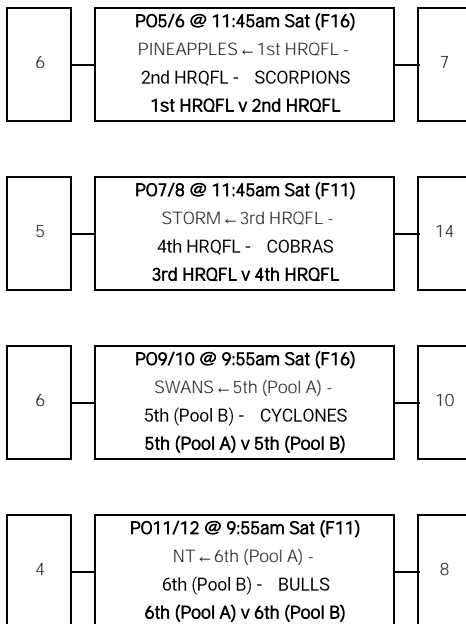 PO5/6 @ 11:45am Sat (F16)
PINEAPPLES ← 1st HRQFL -
6
2nd HRQFL - SCORPIONS
7
1st HRQFL v 2nd HRQFL
PO7/8 @ 11:45am Sat (F11)
STORM ← 3rd HRQFL -
5
4th HRQFL - COBRAS
14
3rd HRQFL v 4th HRQFL
PO9/10 @ 9:55am Sat (F16)
SWANS ← 5th (Pool A) -
6
5th (Pool B) - CYCLONES
10
5th (Pool A) v 5th (Pool B)
PO11/12 @ 9:55am Sat (F11)
NT ← 6th (Pool A) -
4
6th (Pool B) - BULLS
8
6th (Pool A) v 6th (Pool B)